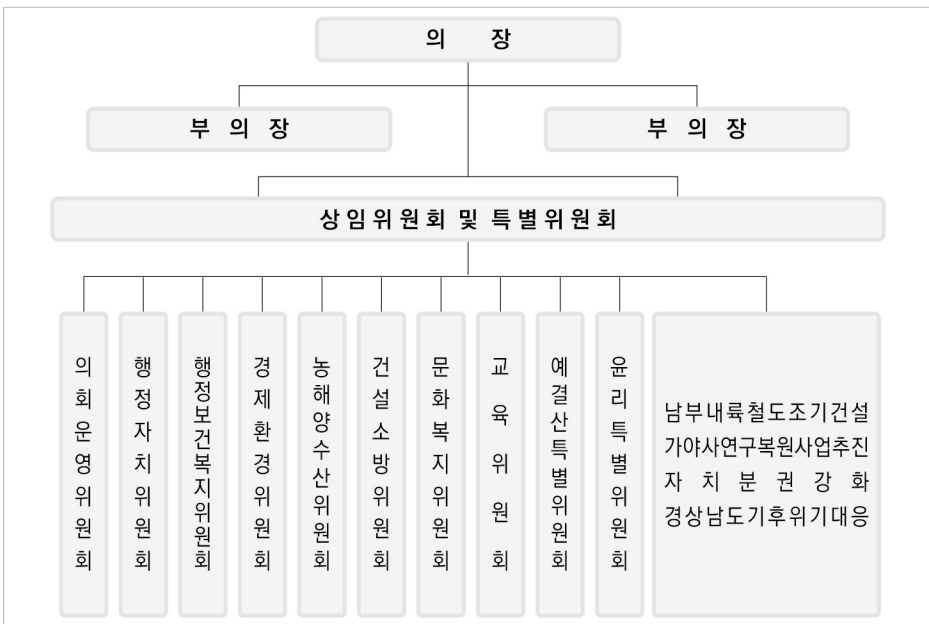 의 장
부 의 장
부 의 장
상임위원회 및 특별위원회
의회운영위원회
행정자치위원회
행정보건복지위원회
경제환경위원회
농해양수산위원회
건설소방위원회
문화복지위원회
교육위원회
예결산특별위원회
윤리특별위원회
남부내륙철도조기건설
가야사연구복원사업추진
자 치 분 권 강 화
경상남도기후위기대응